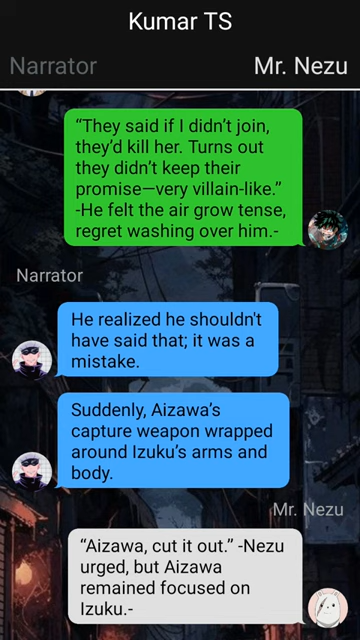 Kumar TS
Narrator
Mr. Nezu
“They said if I didn’t join,
they’d kill her. Turns out
they didn’t keep their
promise—very villain-like.”
-He felt the air grow tense,
regret washing over him.-
Narrator
He realized he shouldn't
have said that; it was a
mistake.
Suddenly, Aizawa’s
capture weapon wrapped
around Izuku’s arms and
body.
Mr. Nezu
“Aizawa, cut it out.” -Nezu
urged, but Aizawa
remained focused on
Izuku.-